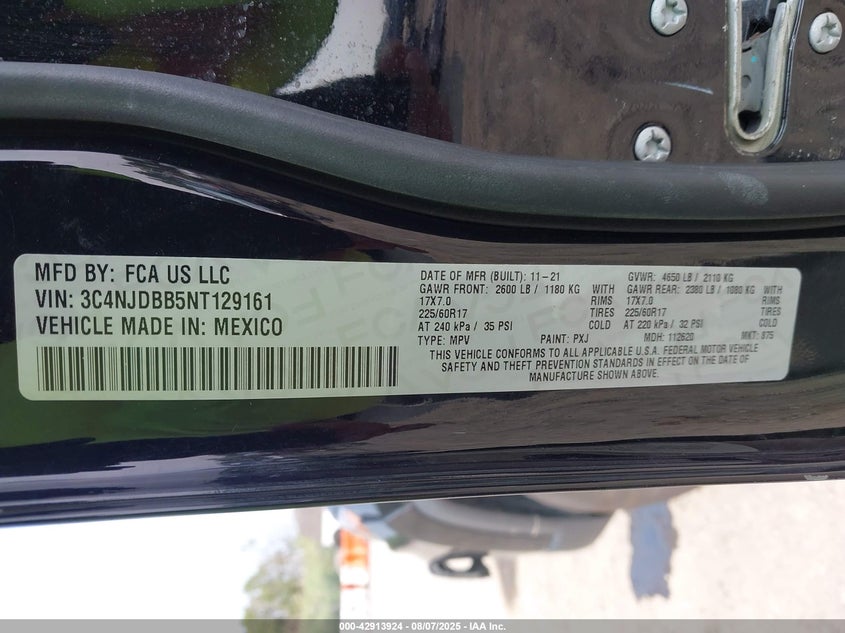 MFD BY: FCA US LLC
VIN: 3C4NJDBB5NT129161
VEHICLE MADE IN: MEXICO
DATE OF MFR (BUILT): 11-21
GVWR: 4650 LB / 2110 KG
GAWR FRONT: 2600 LB / 1180 KG WITH
GAWR REAR: 2380 LB / 1080 KG WITH
17X7.0 RIMS
17X7.0 RIMS
225/60R17 TIRES
225/60R17 TIRES
AT 240 kPa / 35 PSI COLD
AT 220 kPa / 32 PSI COLD
TYPE: MPV PAINT: PXJ MDH: 112620 MKT: 975
THIS VEHICLE CONFORMS TO ALL APPLICABLE U.S.A. FEDERAL MOTOR VEHICLE
SAFETY AND THEFT PREVENTION STANDARDS IN EFFECT ON THE DATE OF
MANUFACTURE SHOWN ABOVE.
000-42913924 | 08/07/2025 - IAA Inc.